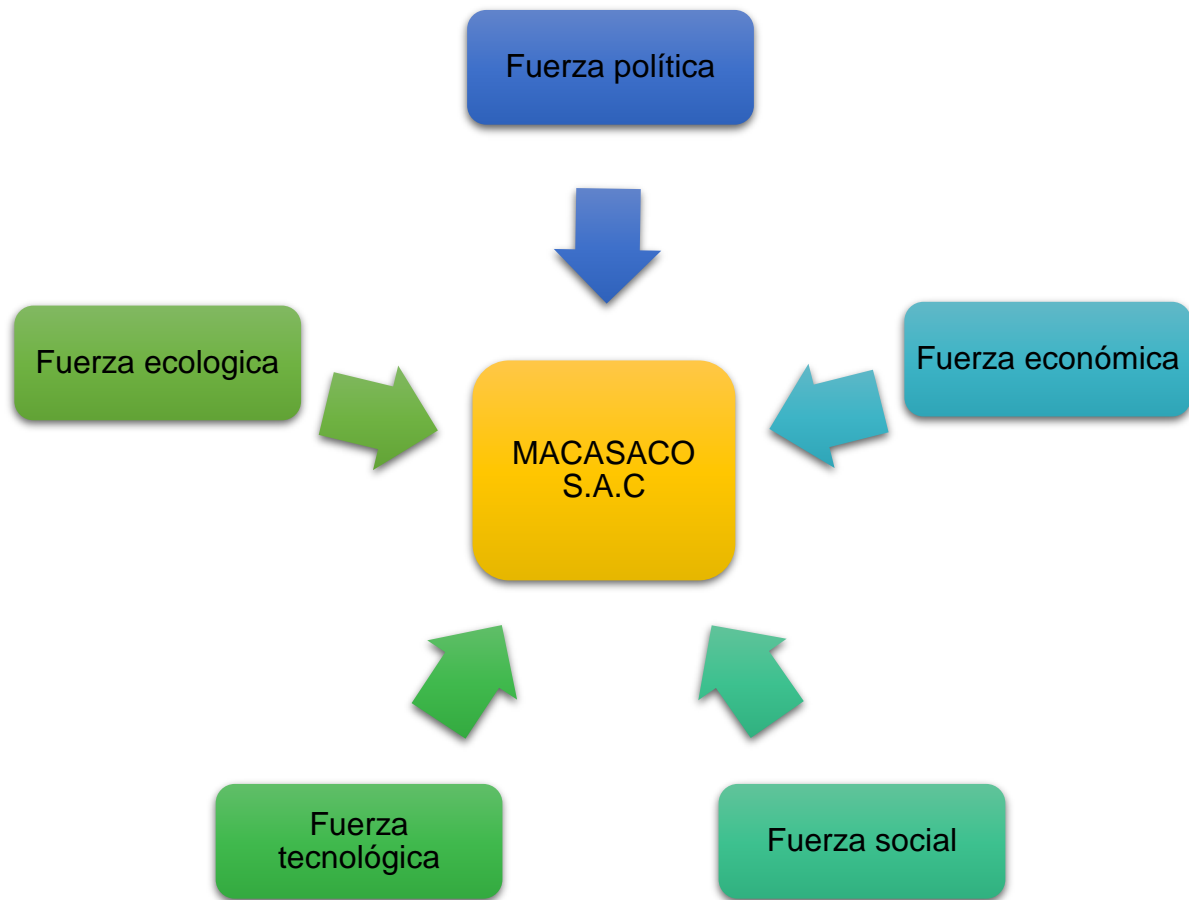 Fuerza política
Fuerza ecologica
Fuerza económica
MACASACO
S.A.C
Fuerza
tecnológica
Fuerza social